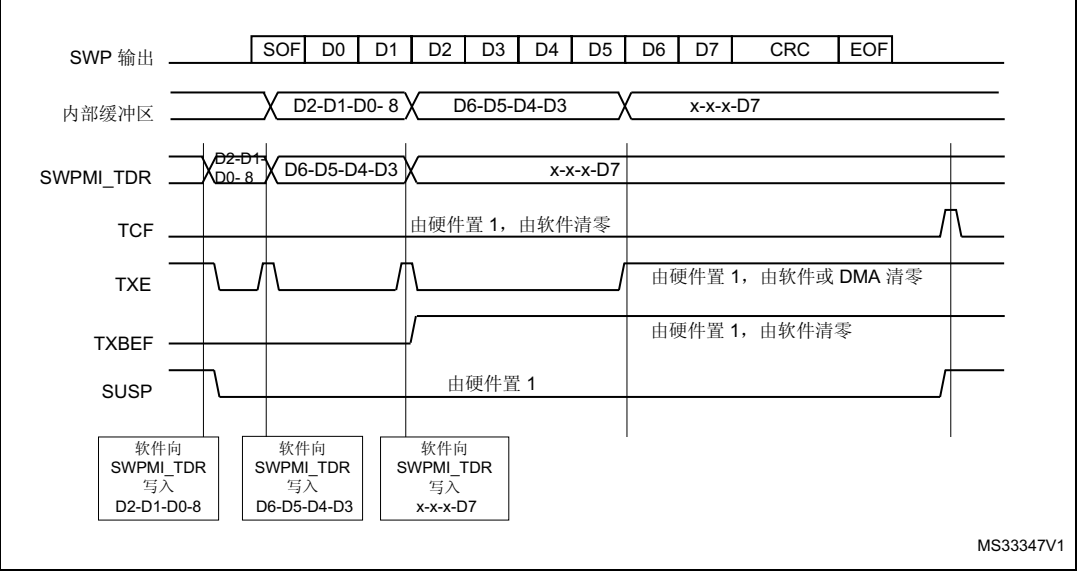 SWP 输出 SOF D0 D1 D2 D3 D4 D5 D6 D7 CRC EOF
内部缓冲区 D2-D1-D0- 8 D6-D5-D4-D3 x-x-x-D7
SWPMI_TDR D2-D1-
D0- 8
D6-D5-D4-D3 x-x-x-D7
TCF 由硬件置 1，由软件清零
TXE 由硬件置 1，由软件或 DMA 清零
TXBEF 由硬件置 1，由软件清零
SUSP 由硬件置 1
软件向
SWPMI_TDR
写入
D2-D1-D0-8
软件向
SWPMI_TDR
写入
D6-D5-D4-D3
软件向
SWPMI_TDR
写入
x-x-x-D7
MS33347V1